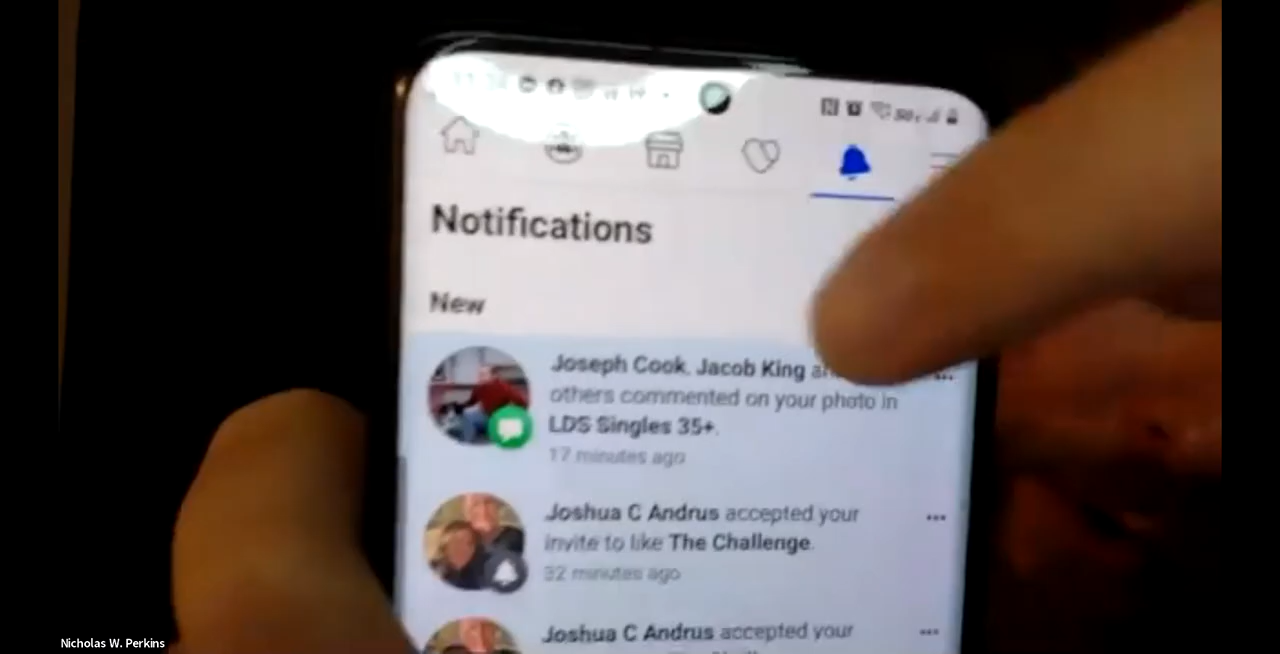 Notifications
New
Joseph Cook, Jacob King
others commented on your photo in
LDS Singles 35+.
17 minutes ago
Joshua C Andrus accepted your
invite to like The Challenge.
32 minutes ago
Joshua C Andrus accepted your
Nicholas W. Perkins